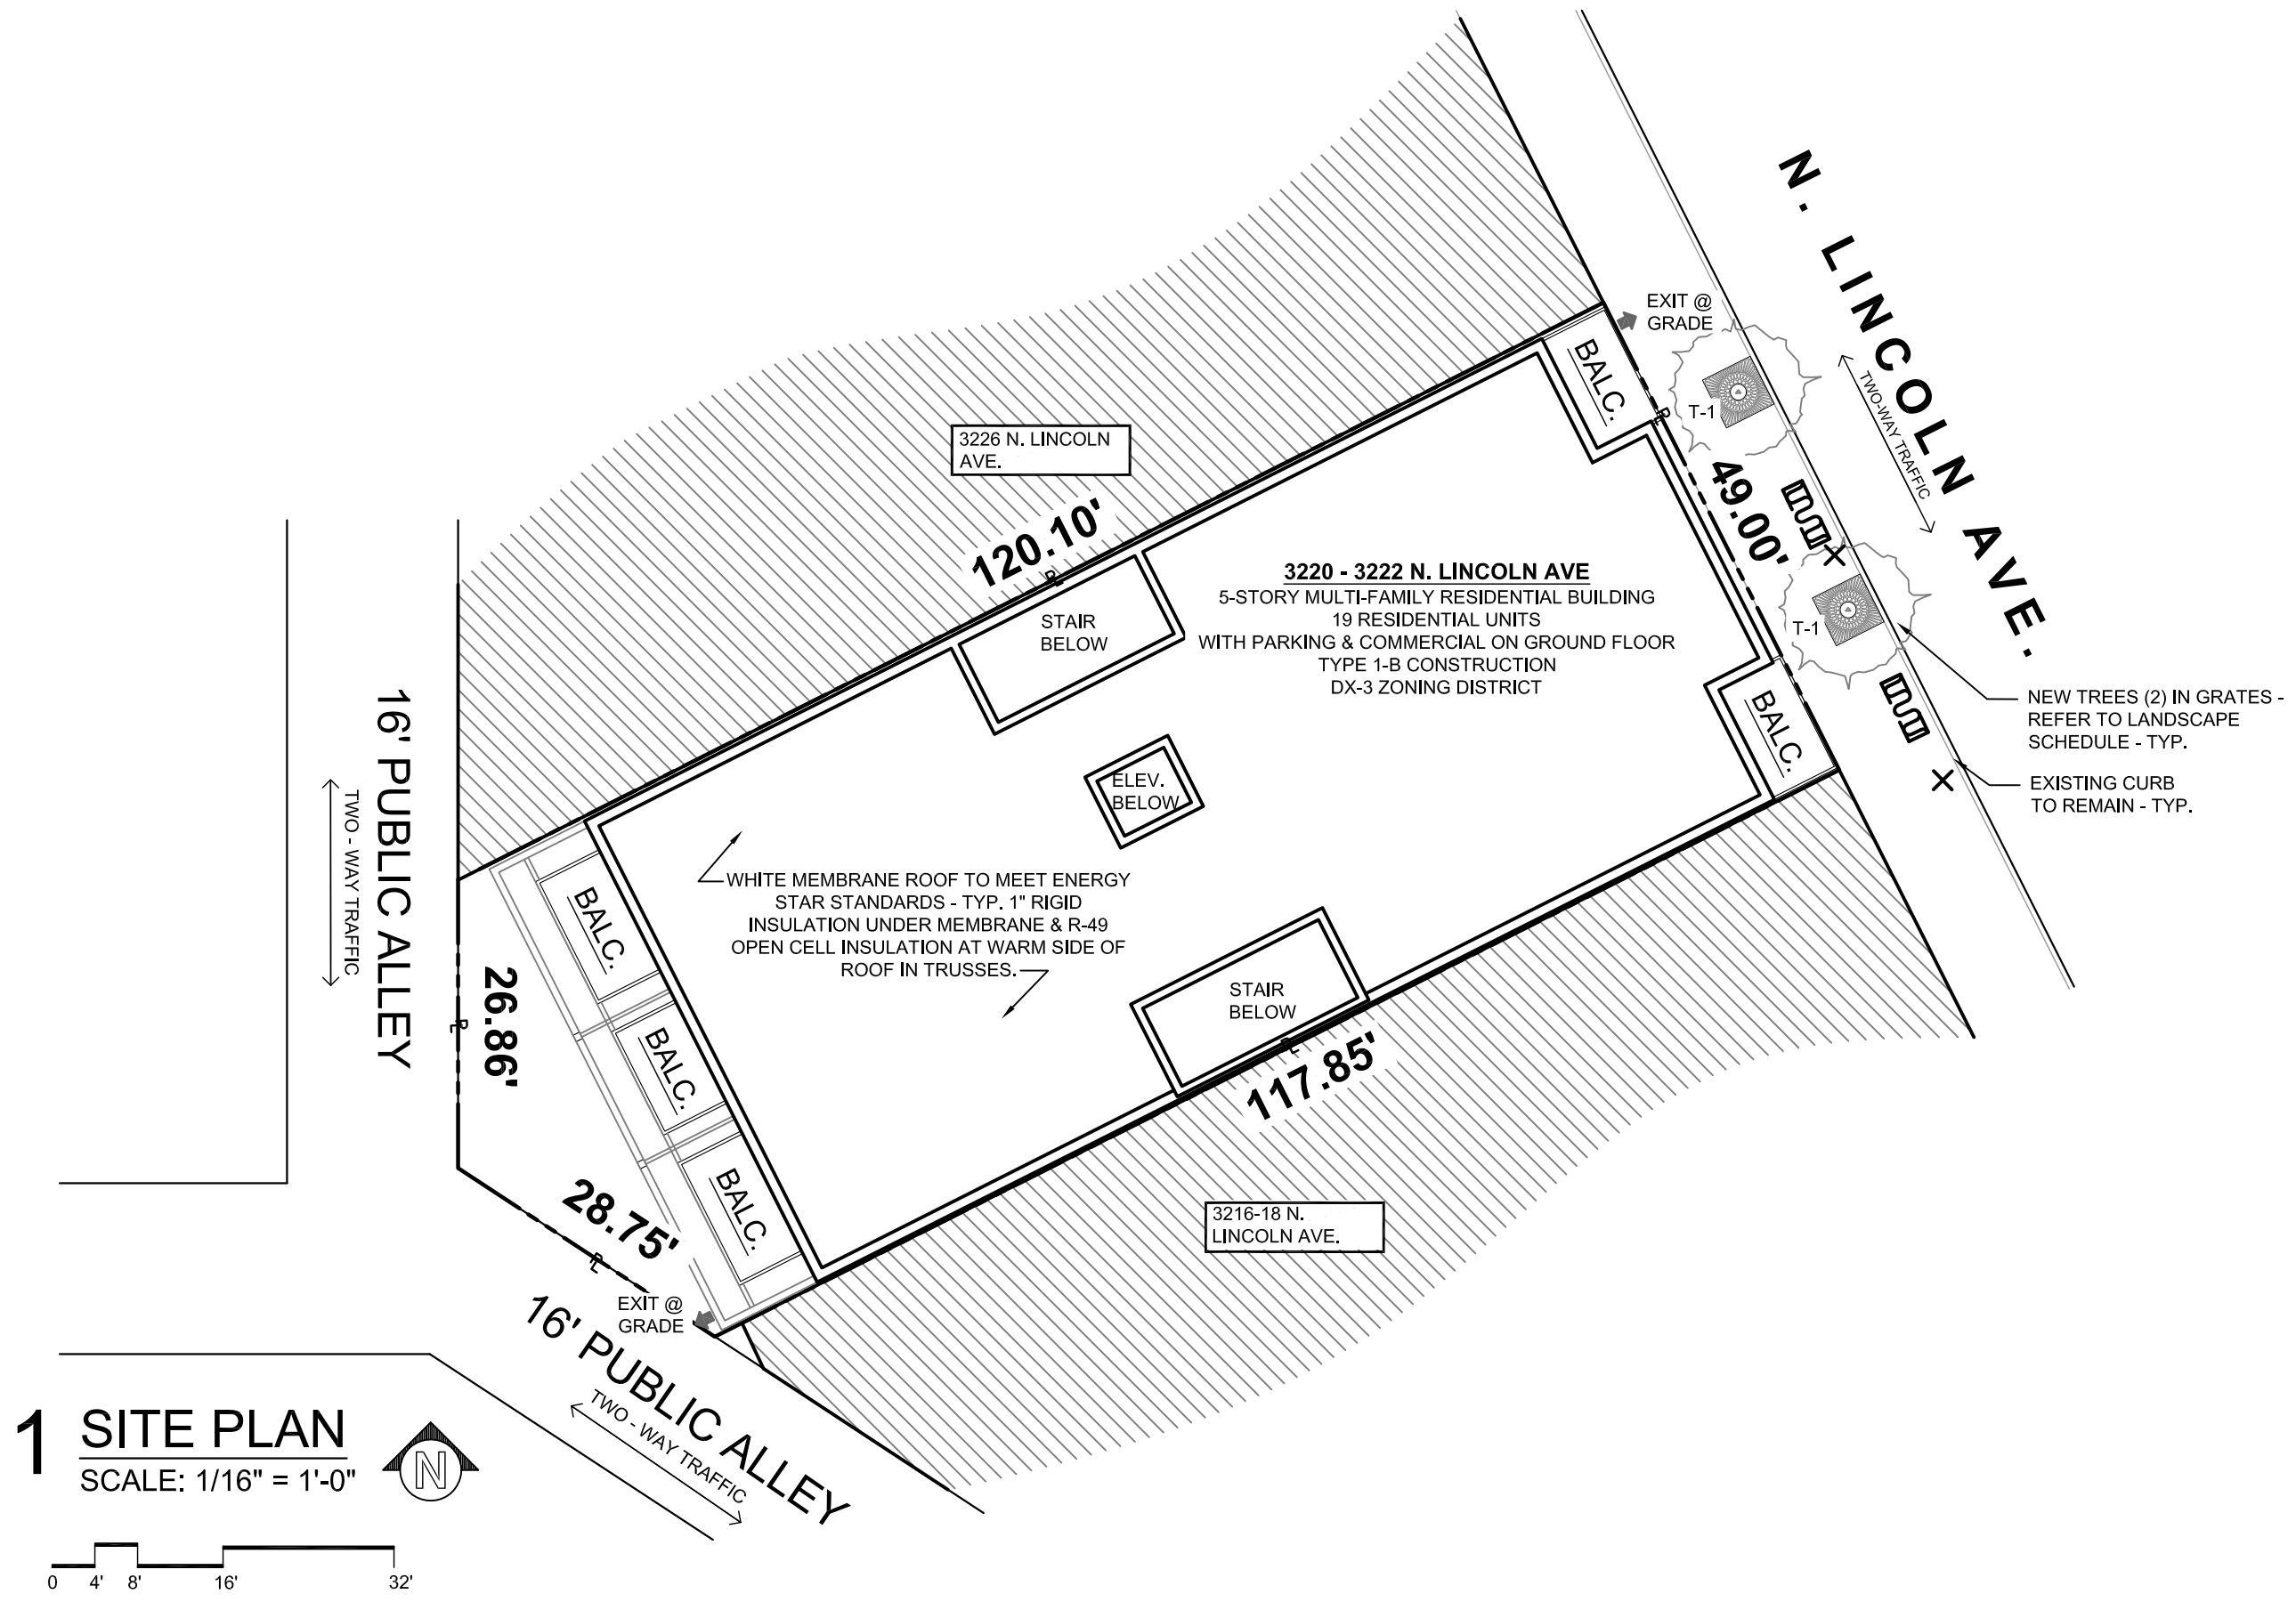 N. LINCOLN AVE.
TWO-WAY TRAFFIC
EXIT @
GRADE
BALC.
T-1
PL
49.00'
3226 N. LINCOLN
AVE.
120.10'
PL
STAIR
BELOW
3220 - 3222 N. LINCOLN AVE
5-STORY MULTI-FAMILY RESIDENTIAL BUILDING
19 RESIDENTIAL UNITS
WITH PARKING & COMMERCIAL ON GROUND FLOOR
TYPE 1-B CONSTRUCTION
DX-3 ZONING DISTRICT
T-1
BALC.
NEW TREES (2) IN GRATES -
REFER TO LANDSCAPE
SCHEDULE - TYP.
EXISTING CURB
TO REMAIN - TYP.
ELEV.
BELOW
16' PUBLIC ALLEY
TWO - WAY TRAFFIC
WHITE MEMBRANE ROOF TO MEET ENERGY
STAR STANDARDS - TYP. 1" RIGID
INSULATION UNDER MEMBRANE & R-49
OPEN CELL INSULATION AT WARM SIDE OF
ROOF IN TRUSSES.
BALC.
BALC.
BALC.
26.86'
PL
STAIR
BELOW
PL
117.85'
28.75'
PL
3216-18 N.
LINCOLN AVE.
EXIT @
GRADE
16' PUBLIC ALLEY
TWO - WAY TRAFFIC
1 SITE PLAN
SCALE: 1/16" = 1'-0"
N
0 4' 8' 16' 32'